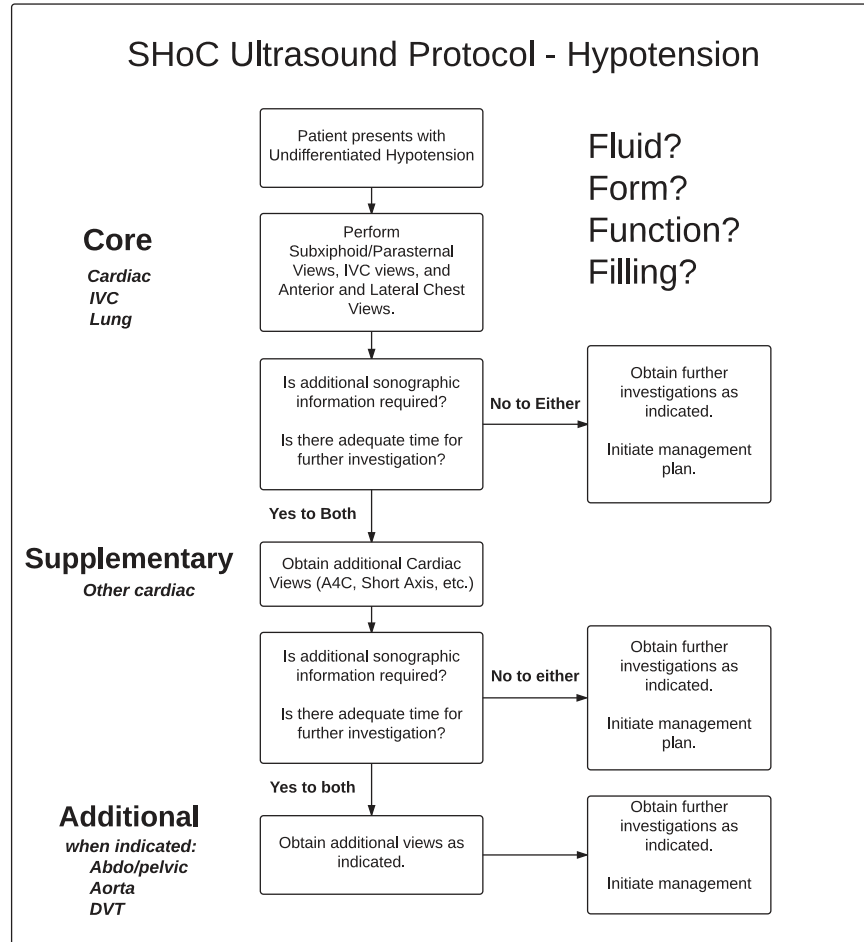 SHoC Ultrasound Protocol - Hypotension
Patient presents with
Undifferentiated Hypotension
Fluid?
Form?
Function?
Filling?
Core
Cardiac
IVC
Lung
Perform
Subxiphoid/Parasternal
Views, IVC views, and
Anterior and Lateral Chest
Views.
Is additional sonographic
information required?
Is there adequate time for
further investigation?
No to Either
Obtain further
investigations as
indicated.
Initiate management
plan.
Yes to Both
Supplementary
Other cardiac
Obtain additional Cardiac
Views (A4C, Short Axis, etc.)
Is additional sonographic
information required?
Is there adequate time for
further investigation?
No to either
Obtain further
investigations as
indicated.
Initiate management
plan.
Yes to both
Additional
when indicated:
Abdo/pelvic
Aorta
DVT
Obtain additional views as
indicated.
Obtain further
investigations as
indicated.
Initiate management